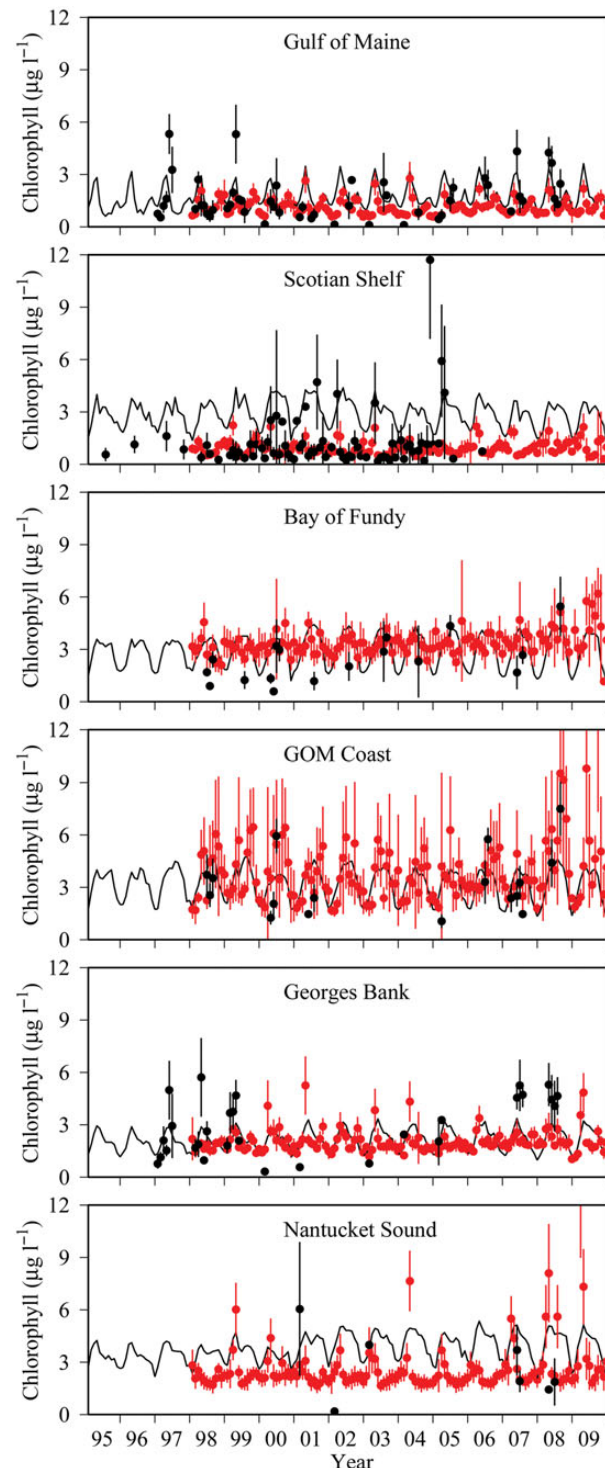 12
Gulf of Maine
9
6
3
0
Chlorophyll (µg l⁻¹)
12
Scotian Shelf
9
6
3
0
Chlorophyll (µg l⁻¹)
12
Bay of Fundy
9
6
3
0
Chlorophyll (µg l⁻¹)
12
GOM Coast
9
6
3
0
Chlorophyll (µg l⁻¹)
12
Georges Bank
9
6
3
0
Chlorophyll (µg l⁻¹)
12
Nantucket Sound
9
6
3
0
Chlorophyll (µg l⁻¹)
95 96 97 98 99 00 01 02 03 04 05 06 07 08 09
Year